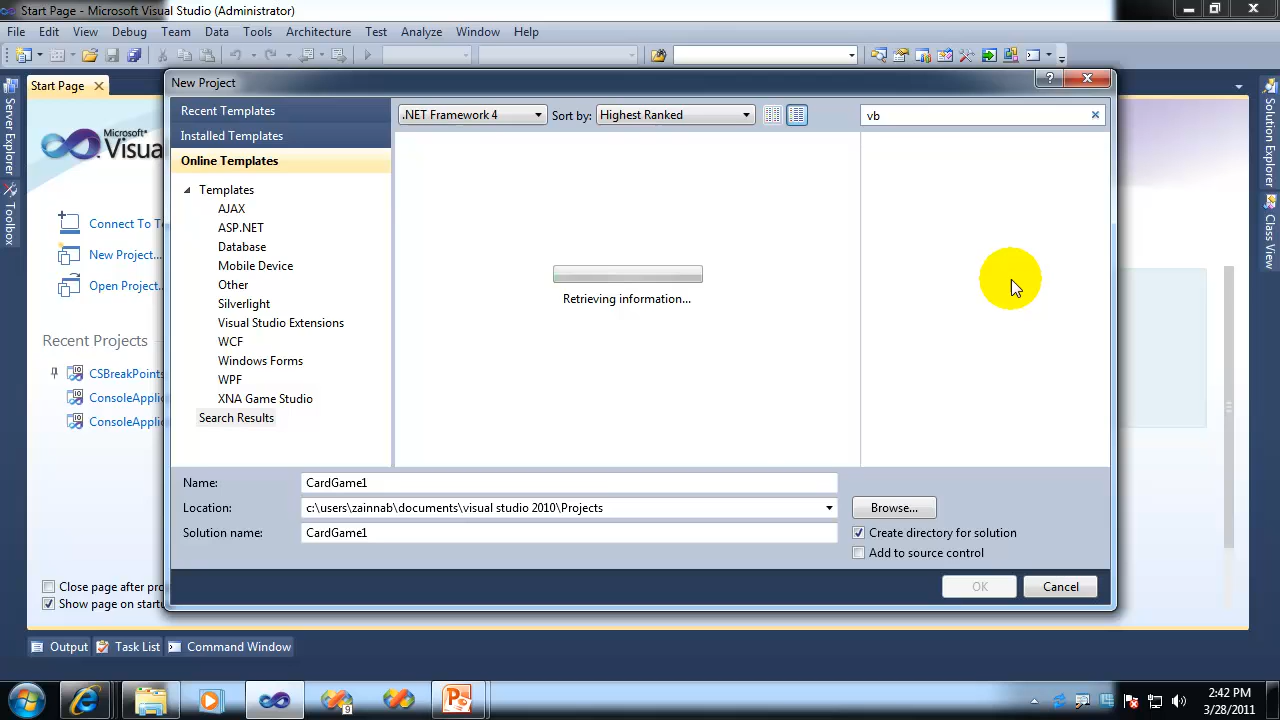 Start Page - Microsoft Visual Studio (Administrator)
File Edit View Debug Team Data Tools Architecture Test Analyze Window Help
Server Explorer
Toolbox
Start Page
Microsoft®
Visua
Connect To T
New Project...
Open Project...
Recent Projects
CSBreakPoints
ConsoleApplic
ConsoleApplic
Close page after pro
Show page on startu
New Project
Recent Templates
Installed Templates
Online Templates
Templates
AJAX
ASP.NET
Database
Mobile Device
Other
Silverlight
Visual Studio Extensions
WCF
Windows Forms
WPF
XNA Game Studio
Search Results
.NET Framework 4 Sort by: Highest Ranked
vb
Retrieving information...
Name: CardGame1
Location: c:\users\zainnab\documents\visual studio 2010\Projects Browse...
Solution name: CardGame1
Create directory for solution
Add to source control
OK Cancel
Solution Explorer
Class View
Output Task List Command Window
9
2:42 PM
3/28/2011